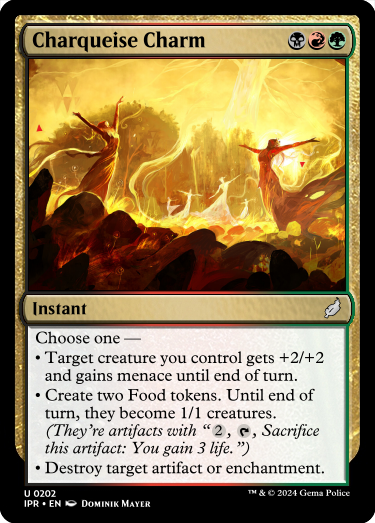 Charqueise Charm
Instant
Choose one —
• Target creature you control gets +2/+2
and gains menace until end of turn.
• Create two Food tokens. Until end of
turn, they become 1/1 creatures.
(They’re artifacts with “2, , Sacrifice
this artifact: You gain 3 life.”)
• Destroy target artifact or enchantment.
U 0202
IPR • EN Dominik Mayer
™ & © 2024 Gema Police